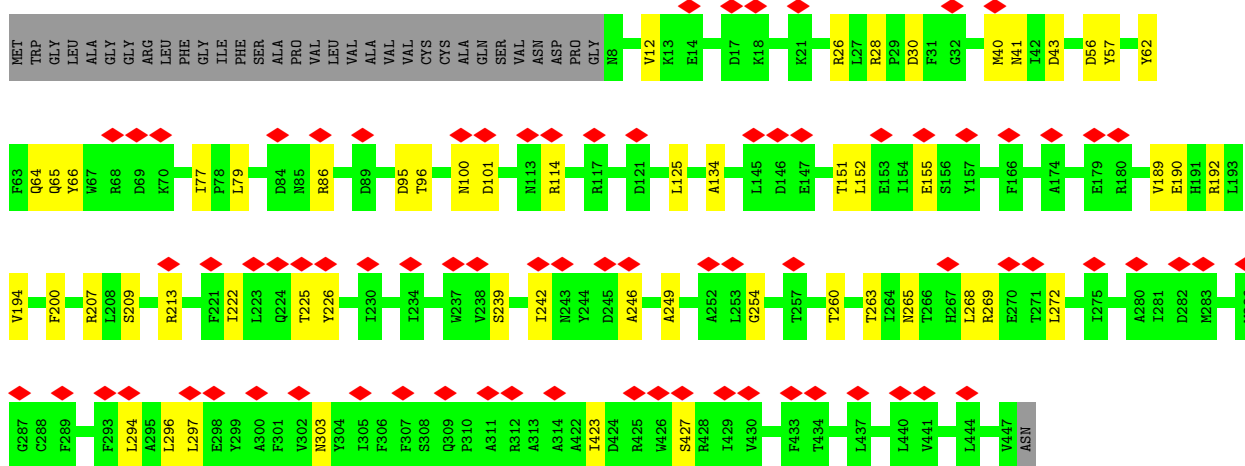 MET TRP GLY LEU ALA GLY GLY ARG LEU PHE GLY ILE PHE SER ALA PRO VAL LEU VAL ALA VAL VAL CYS CYS ALA GLN SER VAL ASN ASP PRO GLY N8 V12 K13 E14 D17 K18 K21 R26 L27 R28 P29 D30 F31 G32 M40 N41 I42 D43 D56 Y57 Y62
F63 Q64 Q65 Y66 W67 R68 D69 K70 I77 P78 L79 D84 N85 R86 D89 D95 T96 N100 D101 N113 R114 R117 D121 L125 A134 L145 D146 E147 T151 L152 E153 I154 E155 S156 Y157 F166 A174 E179 R180 V189 E190 H191 R192 L193
V194 F200 R207 L208 S209 R213 F221 I222 L223 Q224 T225 Y226 I230 I234 W237 V238 S239 I242 N243 Y244 D245 A246 A249 A252 L253 G254 T257 T260 T263 I264 N265 T266 H267 L268 R269 E270 T271 L272 I275 A280 I281 D282 M283
G287 C288 F289 F293 L294 A295 L296 L297 E298 Y299 A300 F301 V302 N303 Y304 I305 F306 F307 S308 Q309 P310 A311 R312 A313 A314 A422 I423 D424 R425 W426 S427 R428 I429 V430 F433 T434 L437 L440 V441 L444 V447 ASN